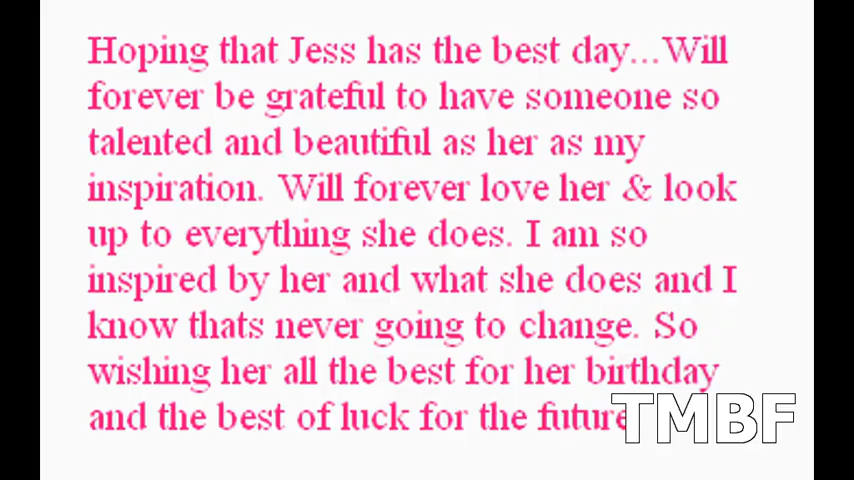 Hoping that Jess has the best day...Will
forever be grateful to have someone so
talented and beautiful as her as my
inspiration. Will forever love her & look
up to everything she does. I am so
inspired by her and what she does and I
know thats never going to change. So
wishing her all the best for her birthday
and the best of luck for the future
TMBF